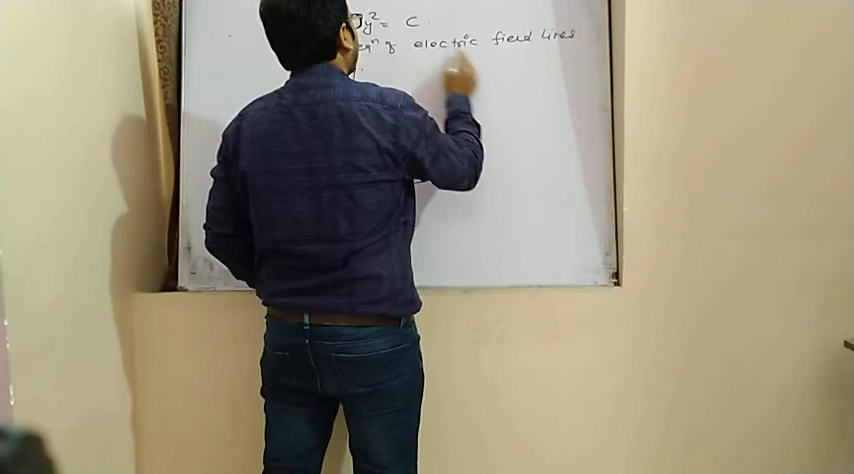 y² = C
eqⁿ of electric field lines